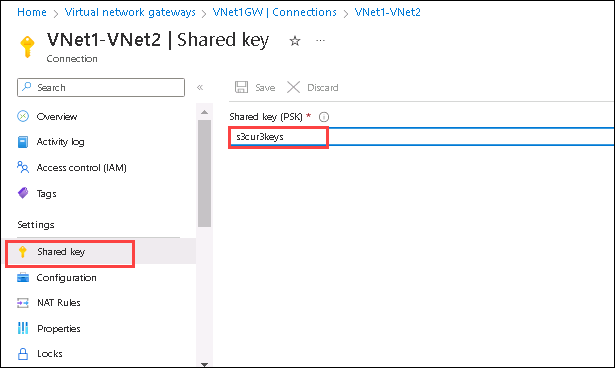 Home > Virtual network gateways > VNet1GW | Connections > VNet1-VNet2
VNet1-VNet2 | Shared key ☆ ...
Connection
Search «
Save Discard
Overview
Shared key (PSK) *
s3cur3keys
Activity log
Access control (IAM)
Tags
Settings
Shared key
Configuration
NAT Rules
Properties
Locks